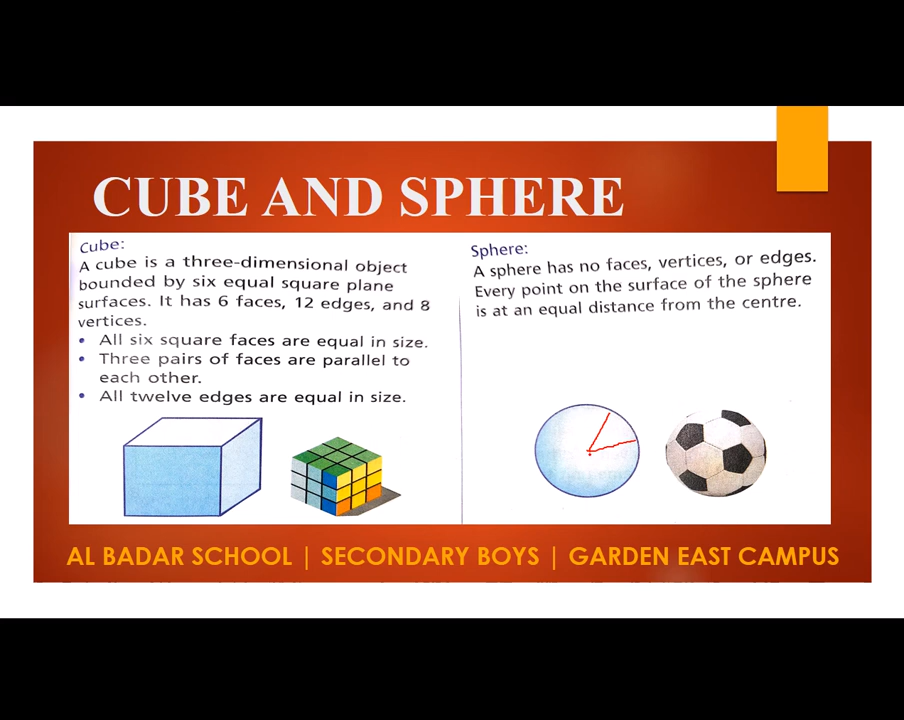 CUBE AND SPHERE
Cube:
A cube is a three-dimensional object
bounded by six equal square plane
surfaces. It has 6 faces, 12 edges, and 8
vertices.
• All six square faces are equal in size.
• Three pairs of faces are parallel to
each other.
• All twelve edges are equal in size.
Sphere:
A sphere has no faces, vertices, or edges.
Every point on the surface of the sphere
is at an equal distance from the centre.
AL BADAR SCHOOL | SECONDARY BOYS | GARDEN EAST CAMPUS